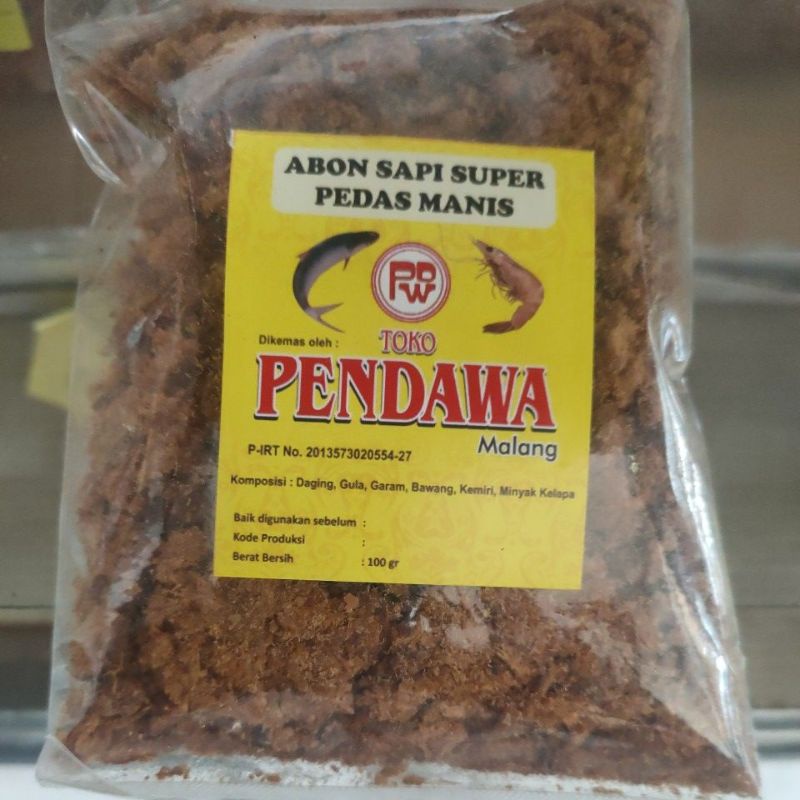 ABON SAPI SUPER
PEDAS MANIS
PDW
Dikemas oleh :
TOKO
PENDAWA
Malang
P-IRT No. 2013573020554-27
Komposisi : Daging, Gula, Garam, Bawang, Kemiri, Minyak Kelapa
Baik digunakan sebelum :
Kode Produksi :
Berat Bersih : 100 gr